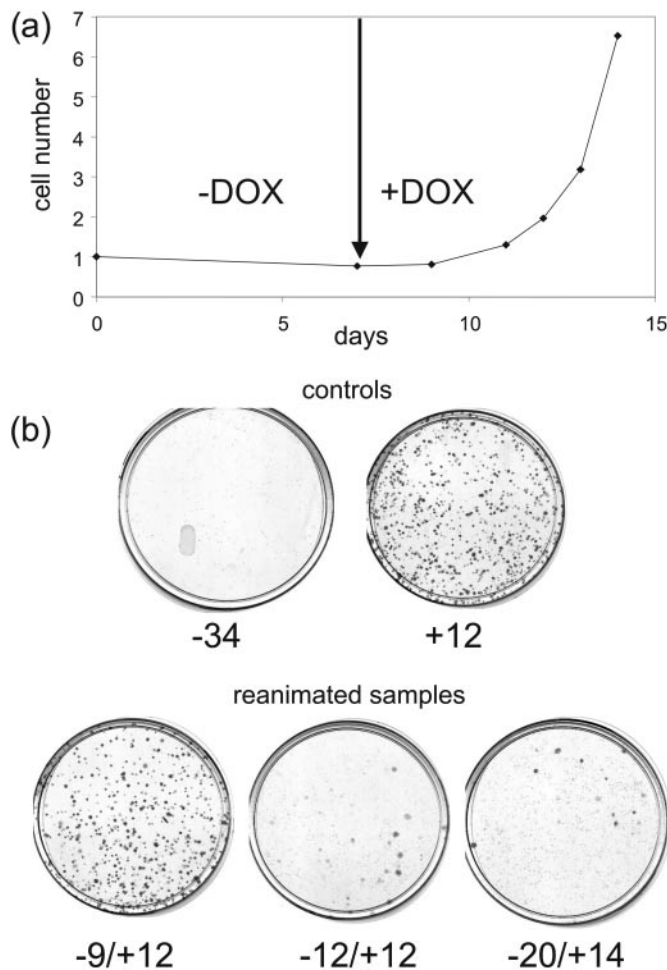 (a)
7
6
5
4
3
2
1
0
cell number
-DOX
+DOX
0 5 10 15
days
controls
(b)
-34 +12
reanimated samples
-9/+12 -12/+12 -20/+14